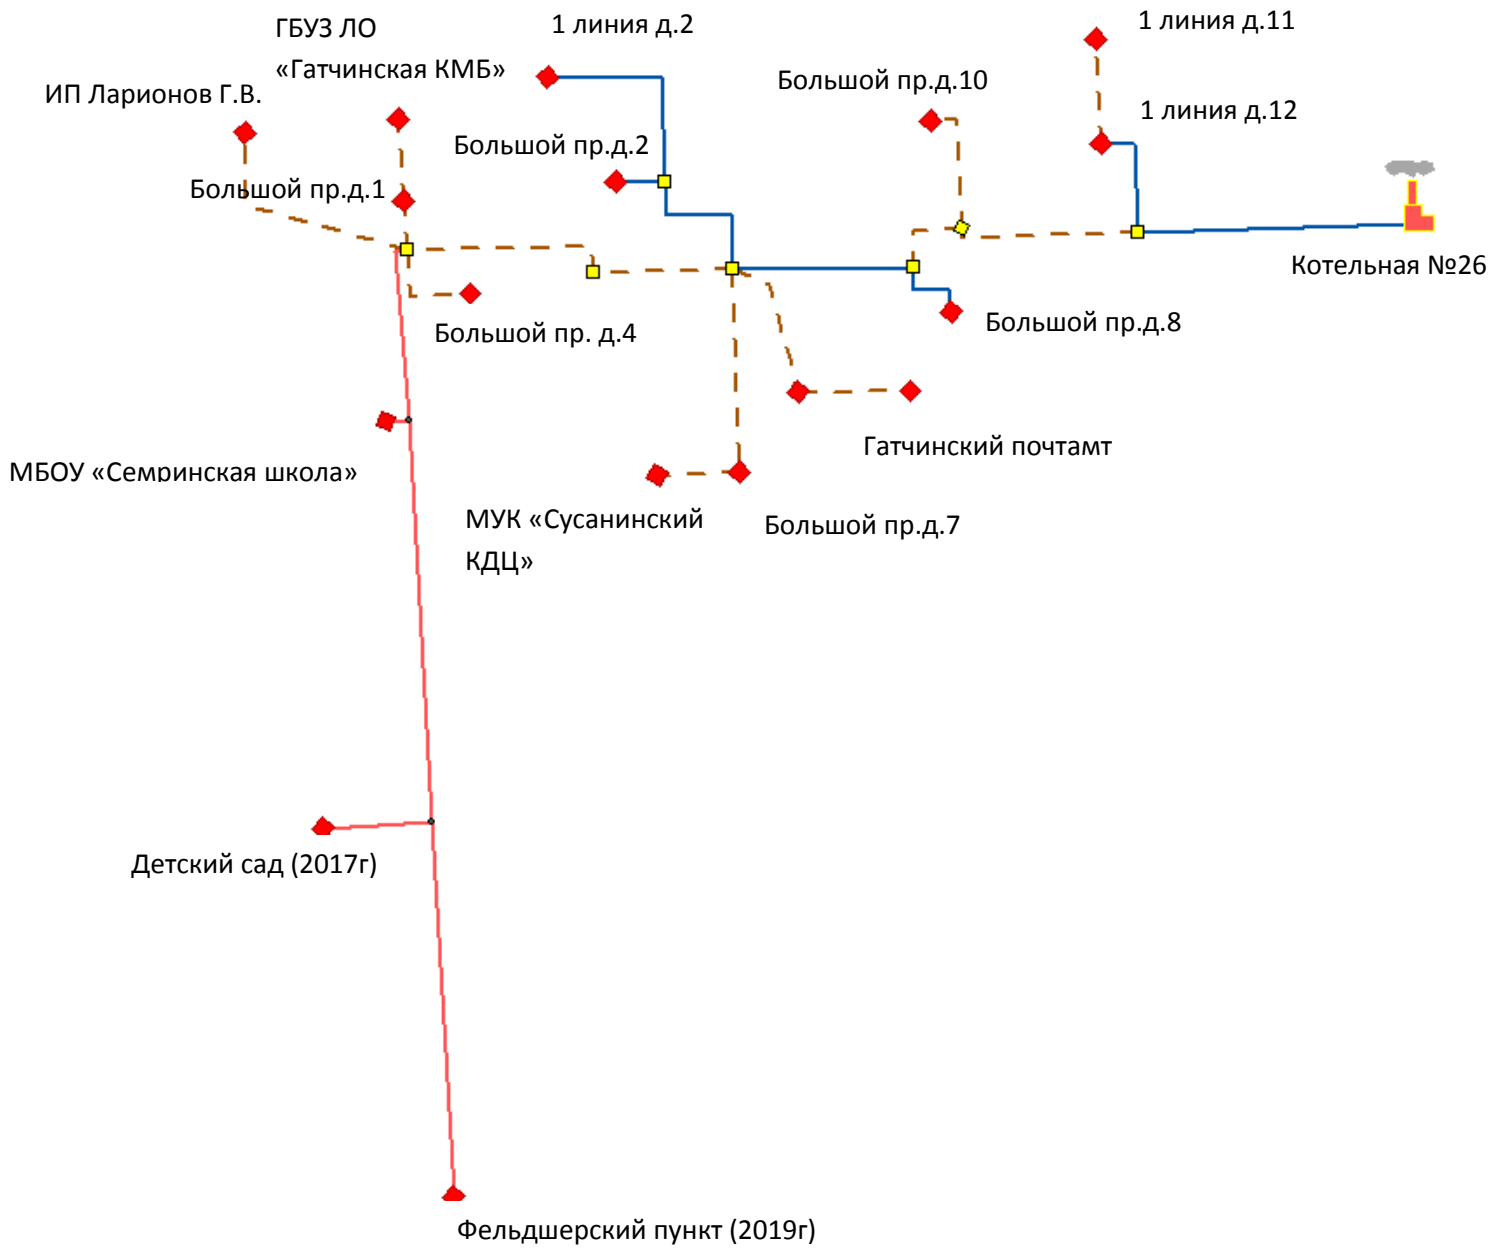 ГБУЗ ЛО
«Гатчинская КМБ»
1 линия д.2
1 линия д.11
ИП Ларионов Г.В.
Большой пр.д.10
1 линия д.12
Большой пр.д.2
Большой пр.д.1
Котельная №26
Большой пр. д.4
Большой пр.д.8
Гатчинский почтамт
МБОУ «Семринская школа»
МУК «Сусанинский
КДЦ»
Большой пр.д.7
Детский сад (2017г)
Фельдшерский пункт (2019г)